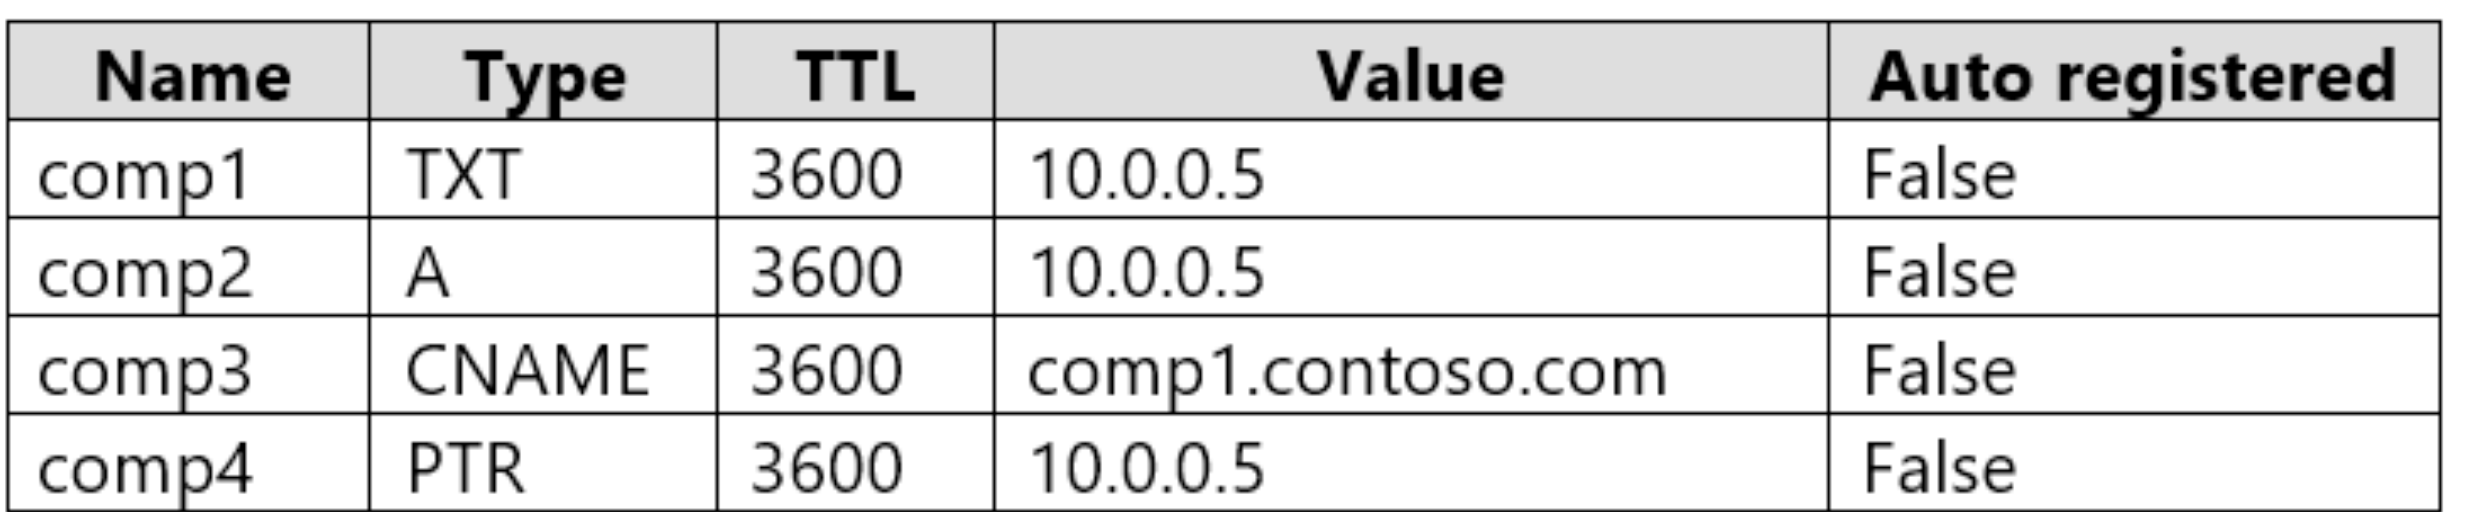 Name Type TTL Value Auto registered
comp1 TXT 3600 10.0.0.5 False
comp2 A 3600 10.0.0.5 False
comp3 CNAME 3600 comp1.contoso.com False
comp4 PTR 3600 10.0.0.5 False